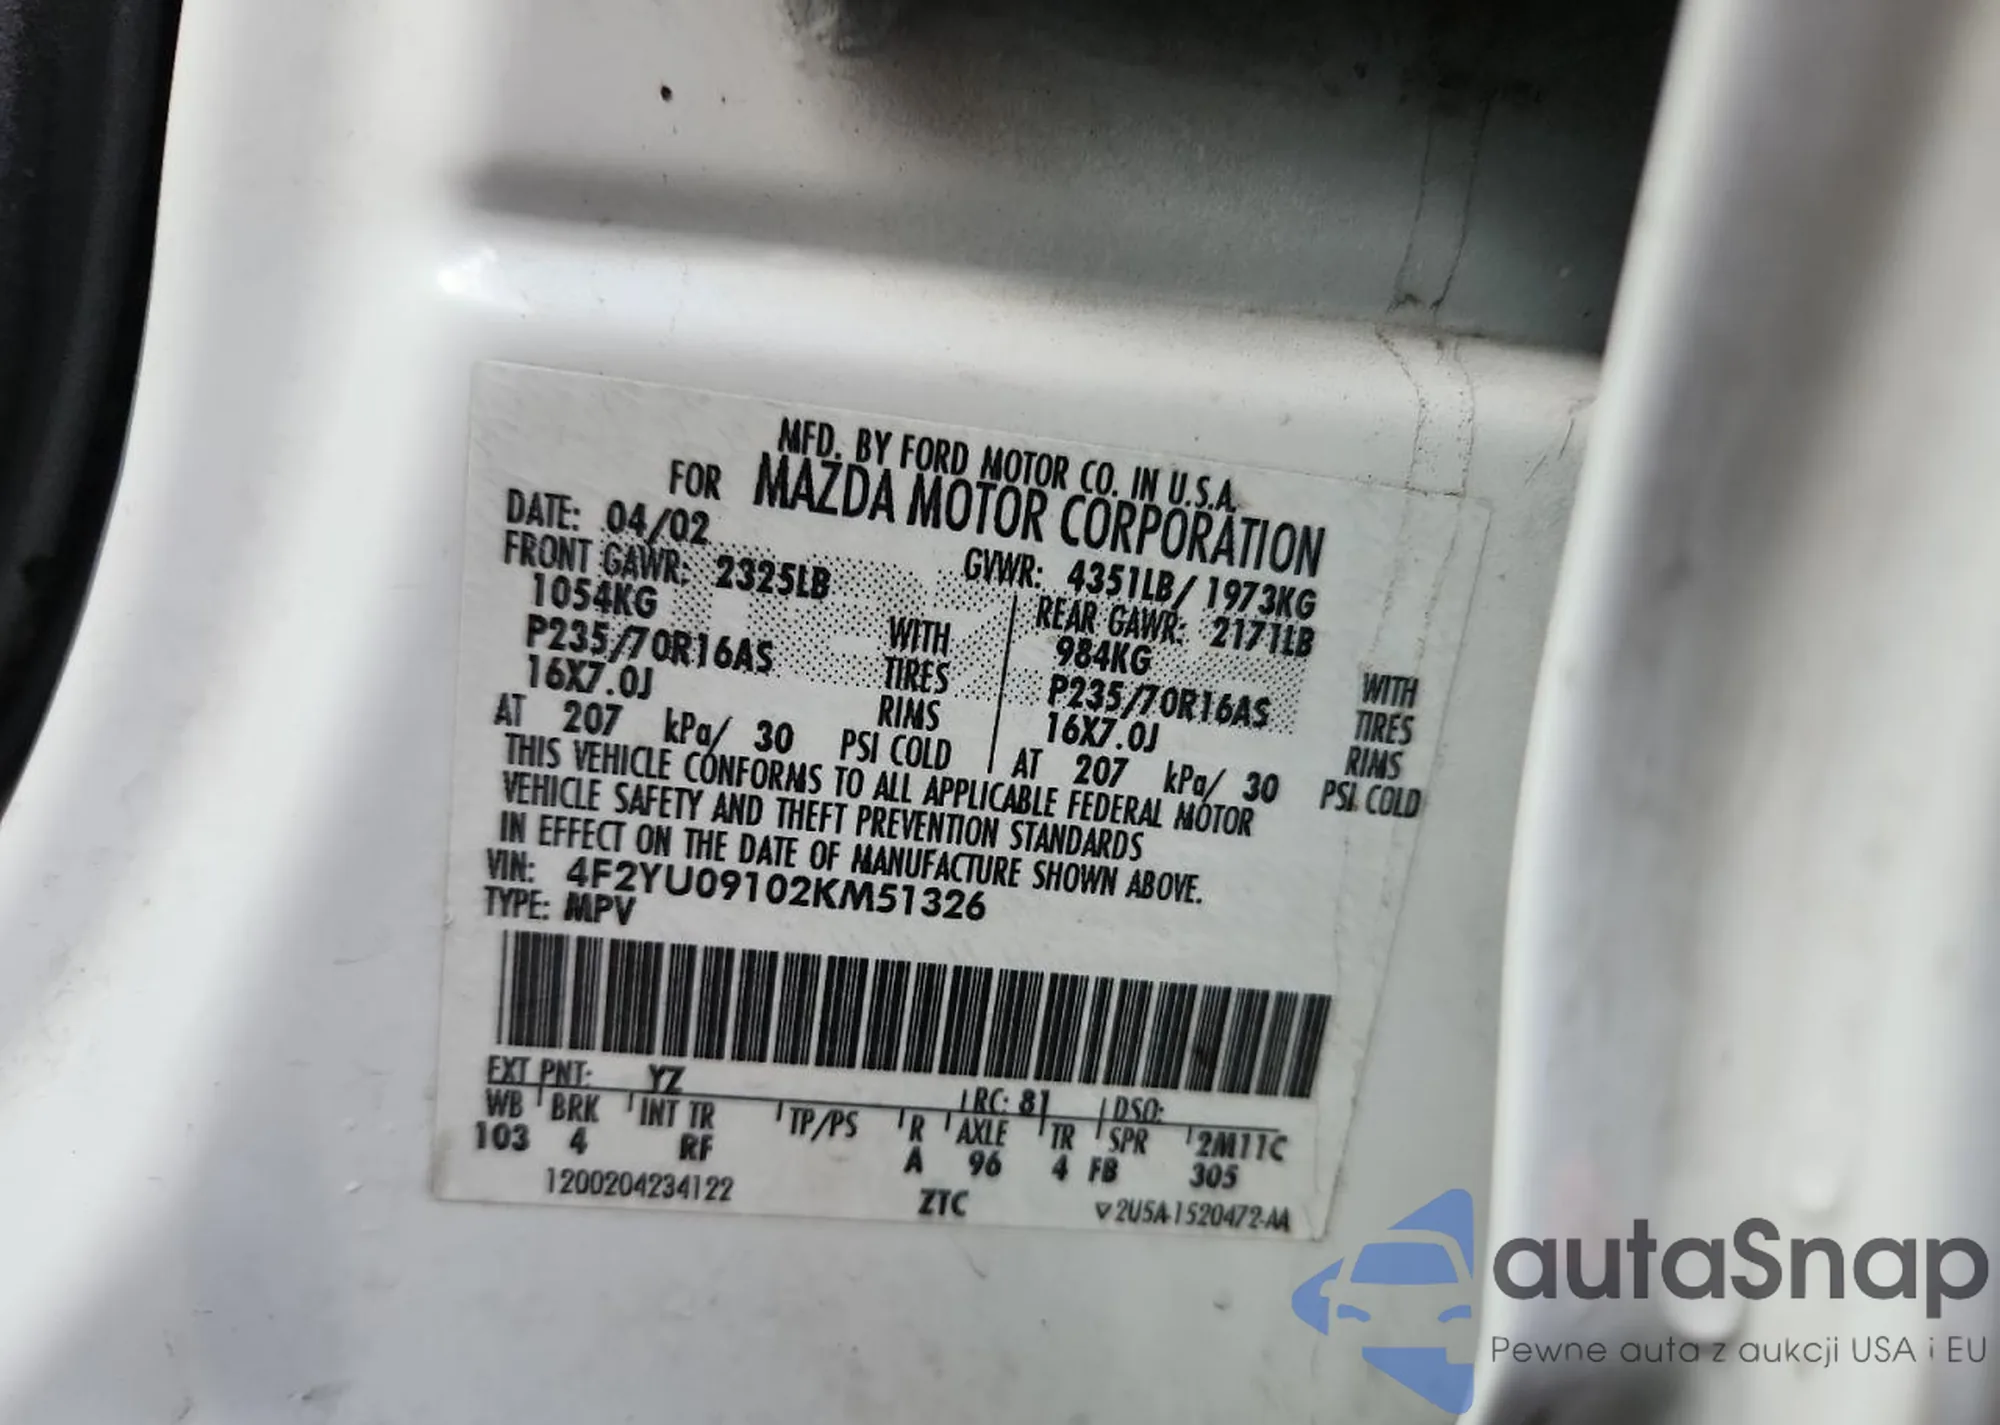 MFD. BY FORD MOTOR CO. IN U.S.A.
FOR MAZDA MOTOR CORPORATION
DATE: 04/02 GVWR: 4351LB/ 1973KG
FRONT GAWR: 2325LB REAR GAWR: 2171LB
1054KG WITH 984KG WITH
P235/70R16AS TIRES P235/70R16AS TIRES
16X7.0J RIMS 16X7.0J RIMS
AT 207 kPa/ 30 PSI COLD AT 207 kPa/ 30 PSI COLD
THIS VEHICLE CONFORMS TO ALL APPLICABLE FEDERAL MOTOR
VEHICLE SAFETY AND THEFT PREVENTION STANDARDS
IN EFFECT ON THE DATE OF MANUFACTURE SHOWN ABOVE.
VIN: 4F2YU09102KM51326
TYPE: MPV
EXT PNT: YZ RC: 81 DSO:
WB BRK INT TR TP/PS R AXLE TR SPR 2M11C
103 4 RF A 96 4 FB 305
1200204234122 ZTC 2U5A-1520472-AA
autaSnap
Pewne auta z aukcji USA i EU